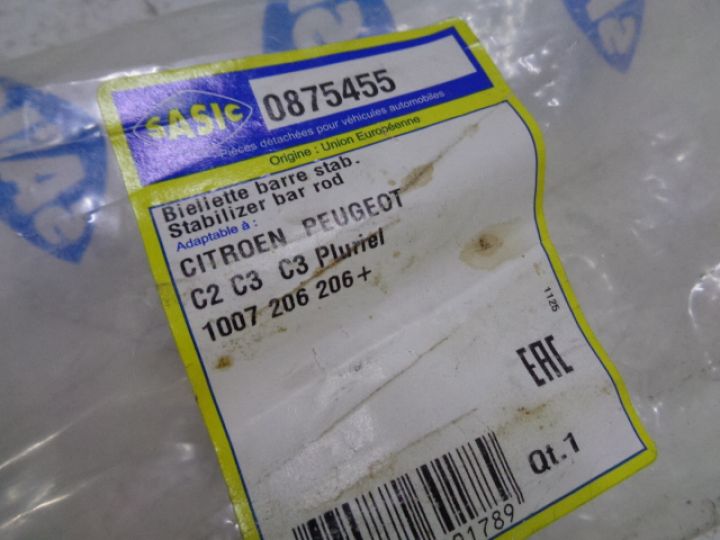 SASIC
0875455
Pièces détachées pour véhicules automobiles
Origine : Union Européenne
Biellette barre stab.
Stabilizer bar rod
Adaptable à :
CITROEN PEUGEOT
C2 C3 C3 Pluriel
1007 206 206+
1125
EAC
Qt.1
1789